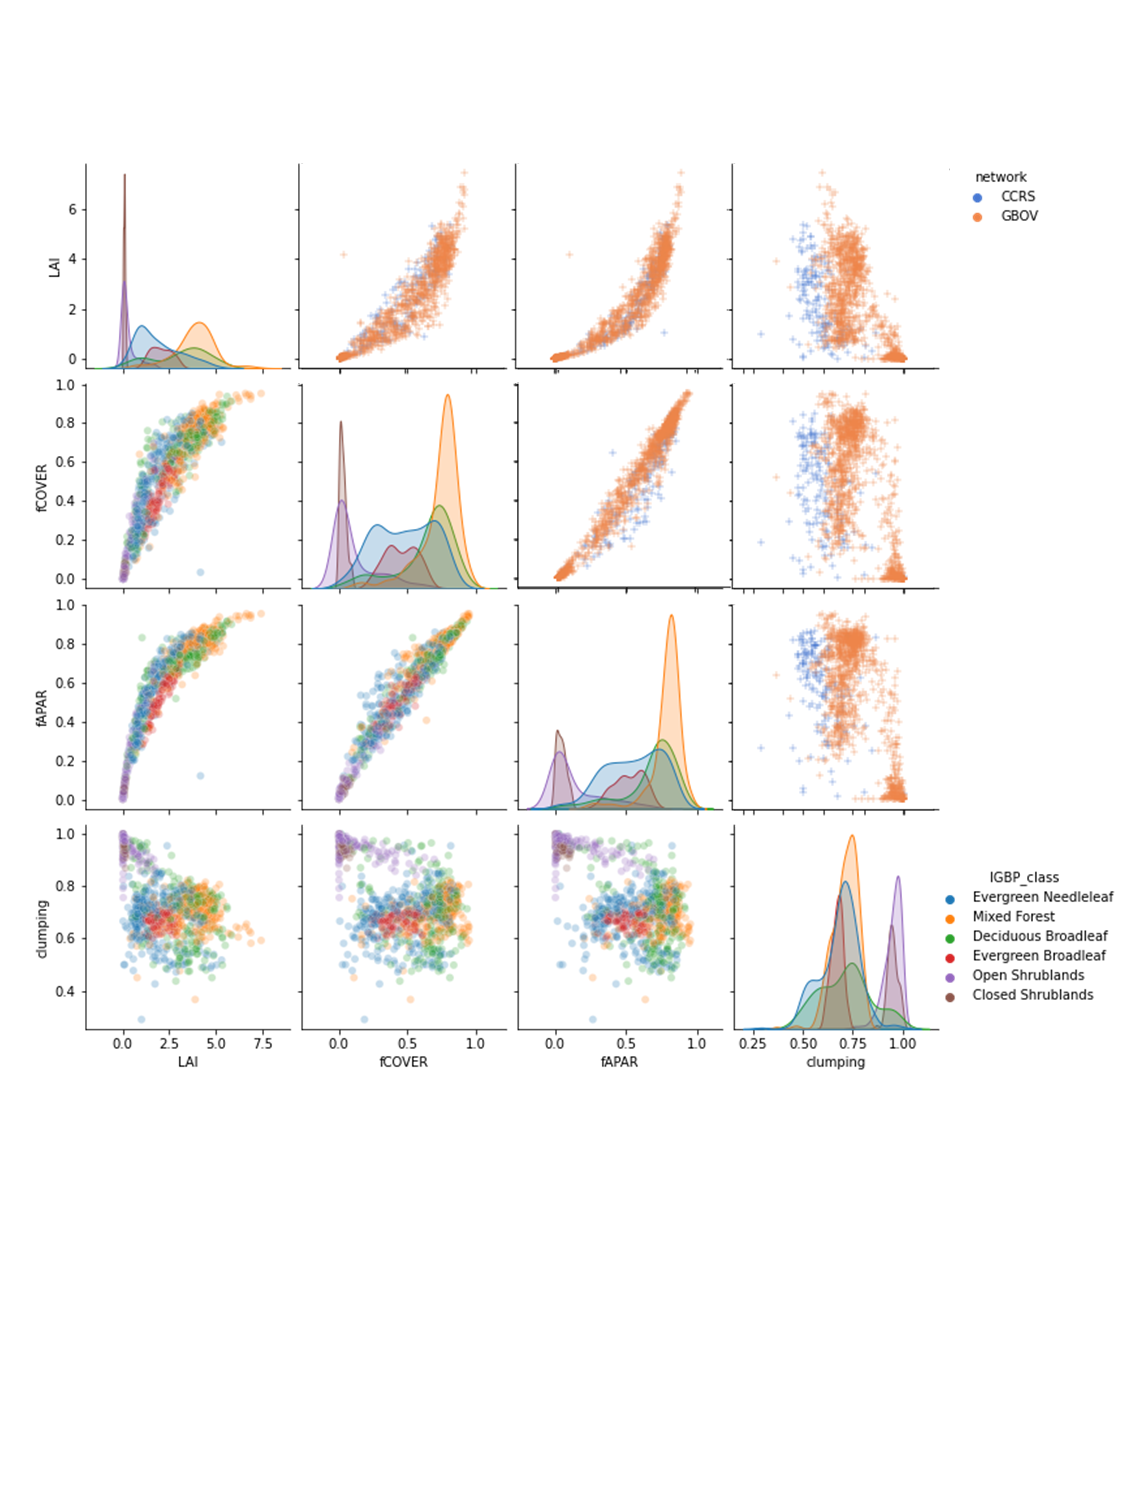 network
CCRS
GBOV
6
4
2
0
LAI
1.0
0.8
0.6
0.4
0.2
0.0
fCOVER
1.0
0.8
0.6
0.4
0.2
0.0
fAPAR
1.0
0.8
0.6
0.4
clumping
0.0 2.5 5.0 7.5
LAI
0.0 0.5 1.0
fCOVER
0.0 0.5 1.0
fAPAR
0.25 0.50 0.75 1.00
clumping
IGBP_class
Evergreen Needleleaf
Mixed Forest
Deciduous Broadleaf
Evergreen Broadleaf
Open Shrublands
Closed Shrublands